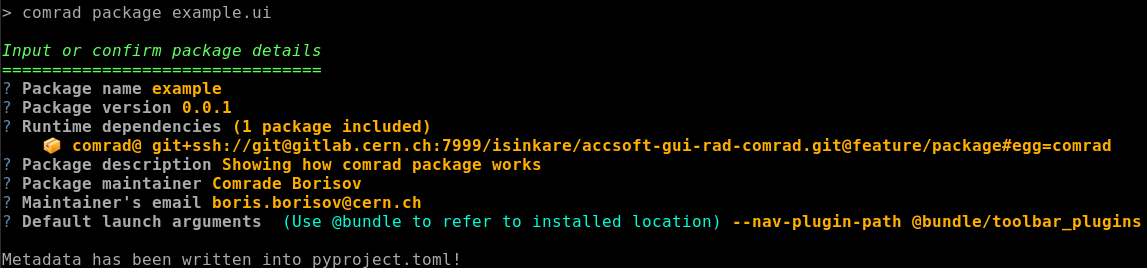 > comrad package example.ui
Input or confirm package details
================================
? Package name example
? Package version 0.0.1
? Runtime dependencies (1 package included)
📦 comrad@ git+ssh://git@gitlab.cern.ch:7999/isinkare/accsoft-gui-rad-comrad.git@feature/package#egg=comrad
? Package description Showing how comrad package works
? Package maintainer Comrade Borisov
? Maintainer's email boris.borisov@cern.ch
? Default launch arguments  (Use @bundle to refer to installed location) --nav-plugin-path @bundle/toolbar_plugins
Metadata has been written into pyproject.toml!